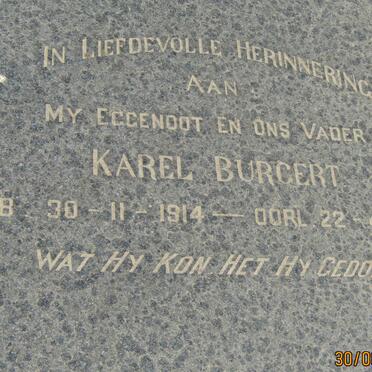 IN LIEFDEVOLLE HERINNERING
AAN
MY EGGENOOT EN ONS VADER
KAREL BURGERT
B. 30-11-1914 — OORL. 22-
WAT HY KON, HET HY GEDO
30/0